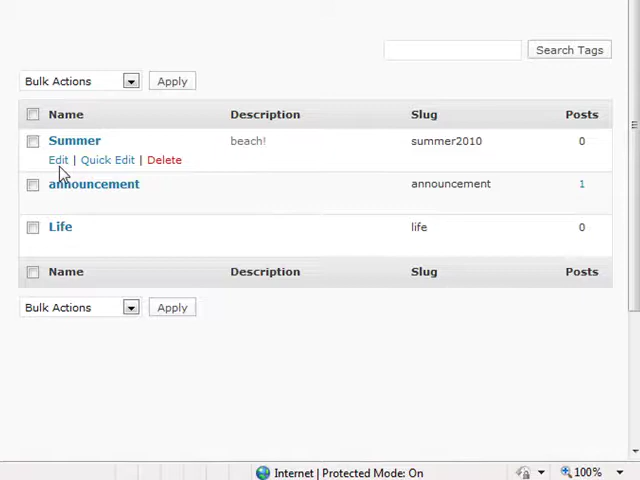 Search Tags
Bulk Actions Apply
Name Description Slug Posts
Summer beach! summer2010 0
Edit | Quick Edit | Delete
announcement announcement 1
Life life 0
Name Description Slug Posts
Bulk Actions Apply
Internet | Protected Mode: On 100%